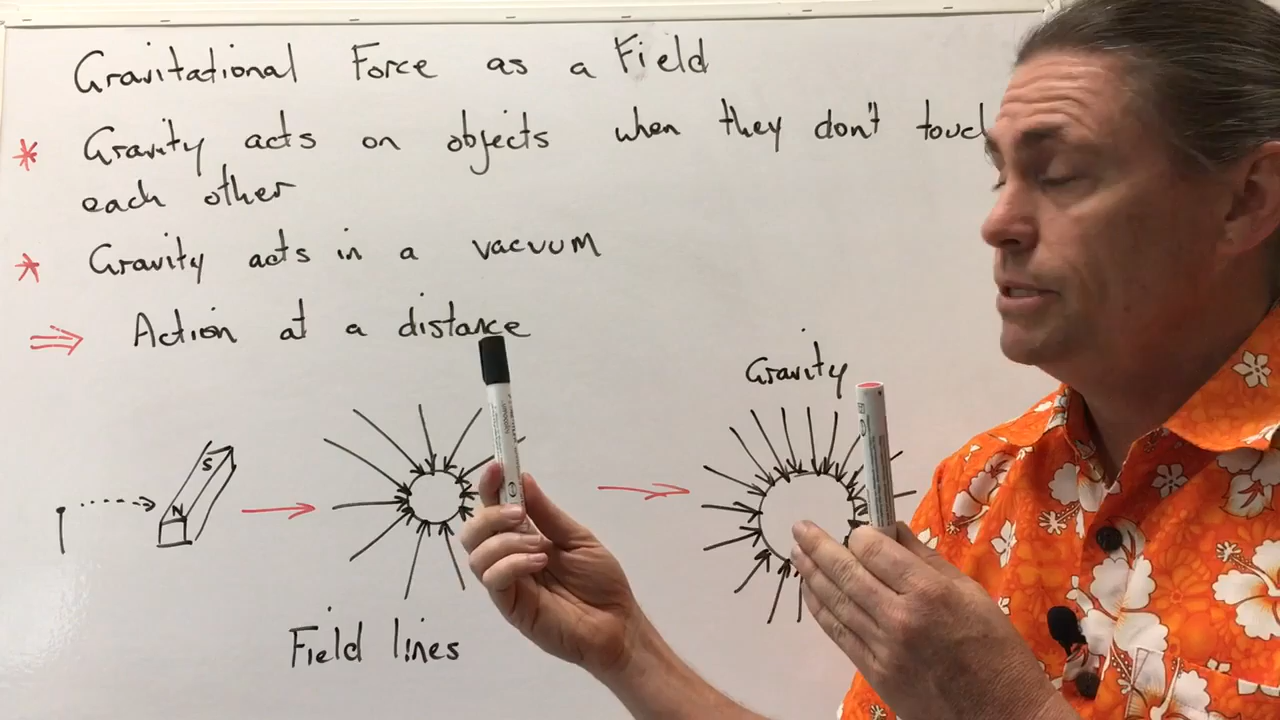 Gravitational Force as a Field
* Gravity acts on objects when they don't touch
each other
* Gravity acts in a vacuum
⇒ Action at a distance
Gravity
S
N
Field lines